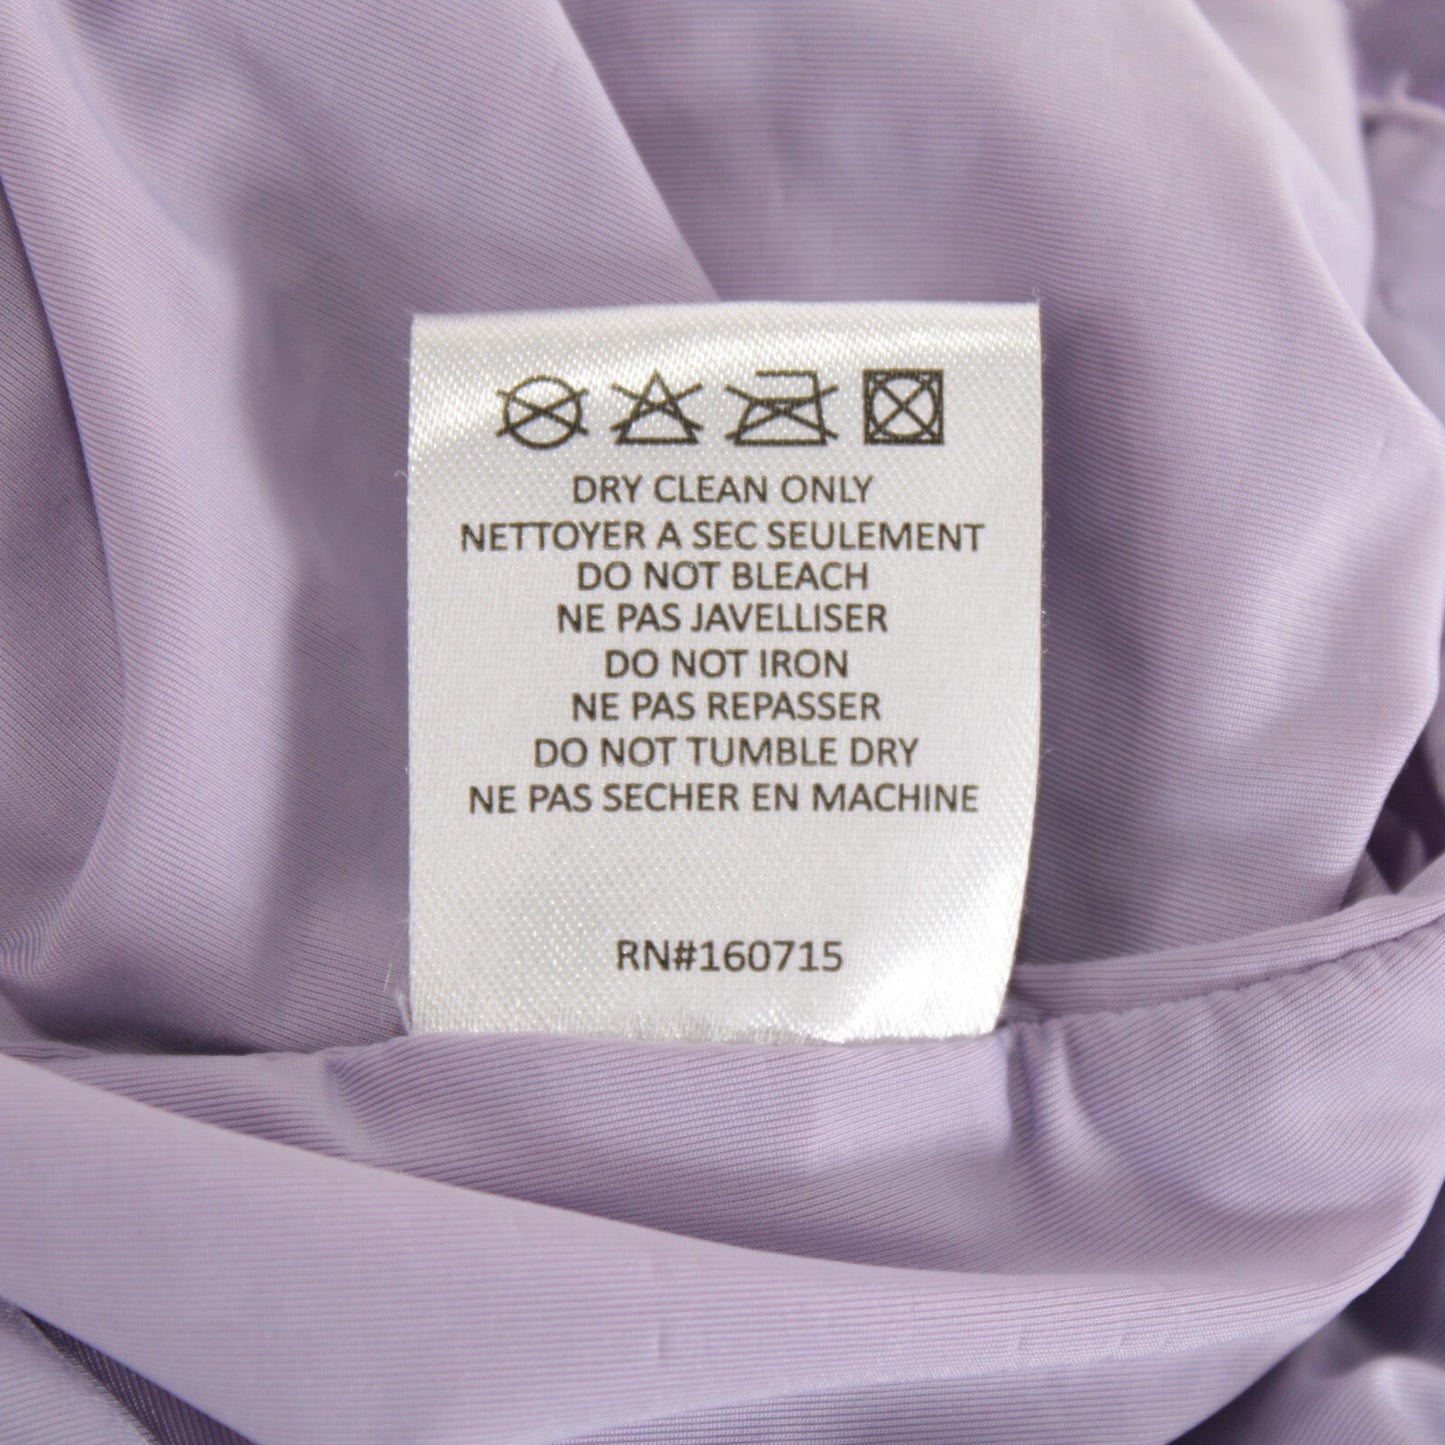 DRY CLEAN ONLY
NETTOYER A SEC SEULEMENT
DO NOT BLEACH
NE PAS JAVELLISER
DO NOT IRON
NE PAS REPASSER
DO NOT TUMBLE DRY
NE PAS SECHER EN MACHINE
RN#160715